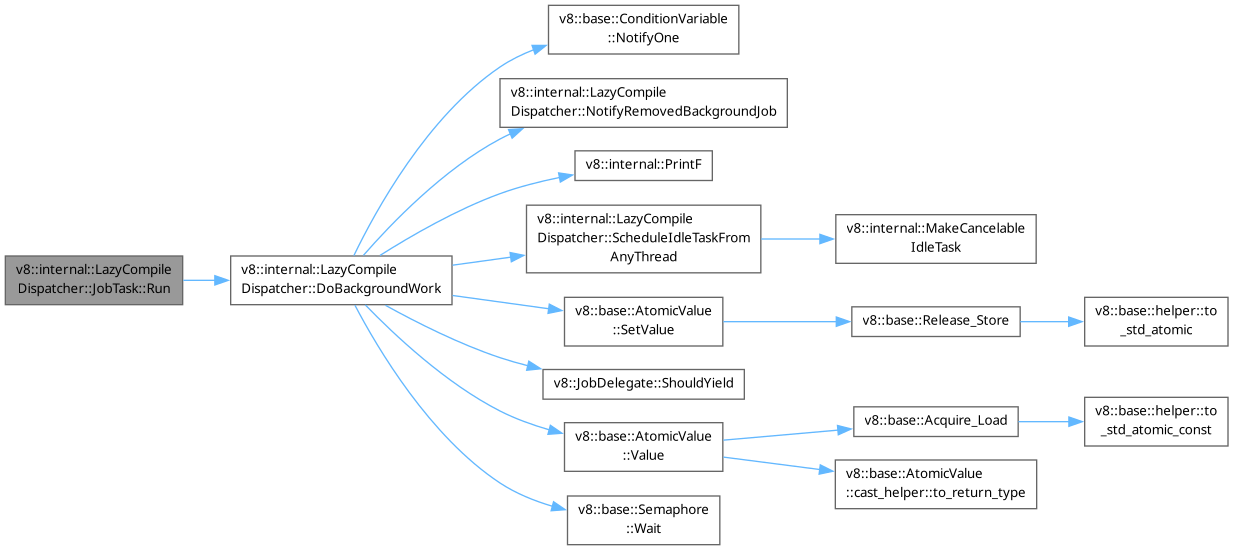 v8::internal::LazyCompile
Dispatcher::JobTask::Run
v8::internal::LazyCompile
Dispatcher::DoBackgroundWork
v8::base::ConditionVariable
::NotifyOne
v8::internal::LazyCompile
Dispatcher::NotifyRemovedBackgroundJob
v8::internal::PrintF
v8::internal::LazyCompile
Dispatcher::ScheduleIdleTaskFrom
AnyThread
v8::internal::MakeCancelable
IdleTask
v8::base::AtomicValue
::SetValue
v8::base::Release_Store
v8::base::helper::to
_std_atomic
v8::JobDelegate::ShouldYield
v8::base::AtomicValue
::Value
v8::base::Acquire_Load
v8::base::helper::to
_std_atomic_const
v8::base::AtomicValue
::cast_helper::to_return_type
v8::base::Semaphore
::Wait